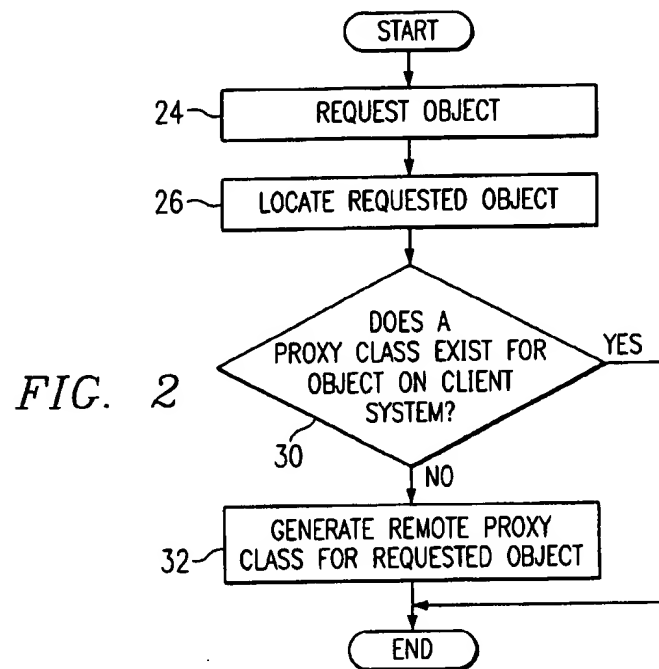 START
24
REQUEST OBJECT
26
LOCATE REQUESTED OBJECT
DOES A
PROXY CLASS EXIST FOR
OBJECT ON CLIENT
SYSTEM?
YES
FIG. 2
30
NO
32
GENERATE REMOTE PROXY
CLASS FOR REQUESTED OBJECT
END